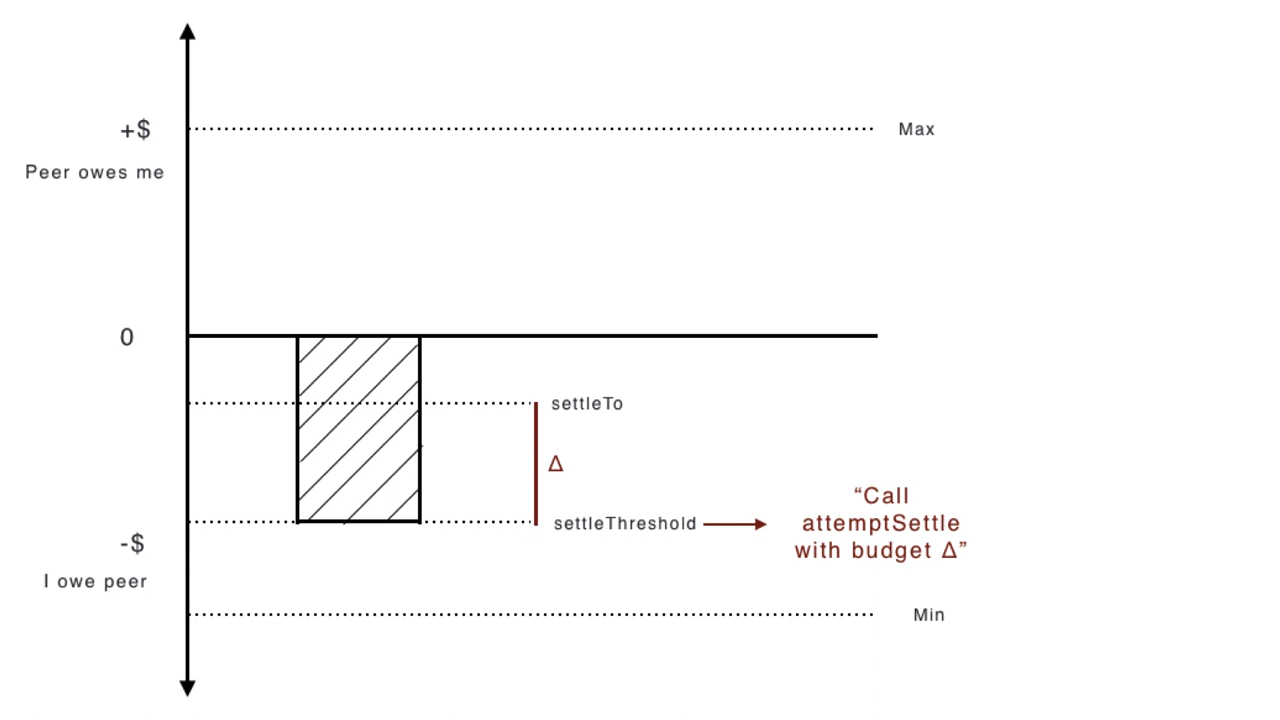 +$
Max
Peer owes me
0
settleTo
Δ
“Call
attemptSettle
with budget Δ”
settleThreshold
-$
I owe peer
Min